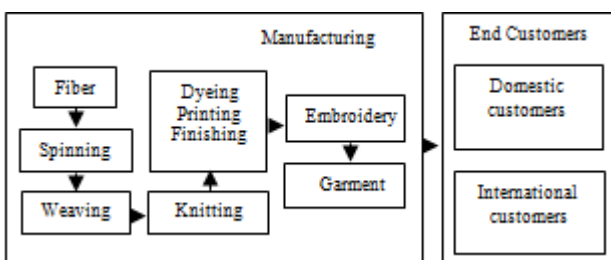 Manufacturing
Fiber
Spinning
Weaving
Knitting
Dyeing
Printing
Finishing
Embroidery
Garment
End Customers
Domestic
customers
International
customers